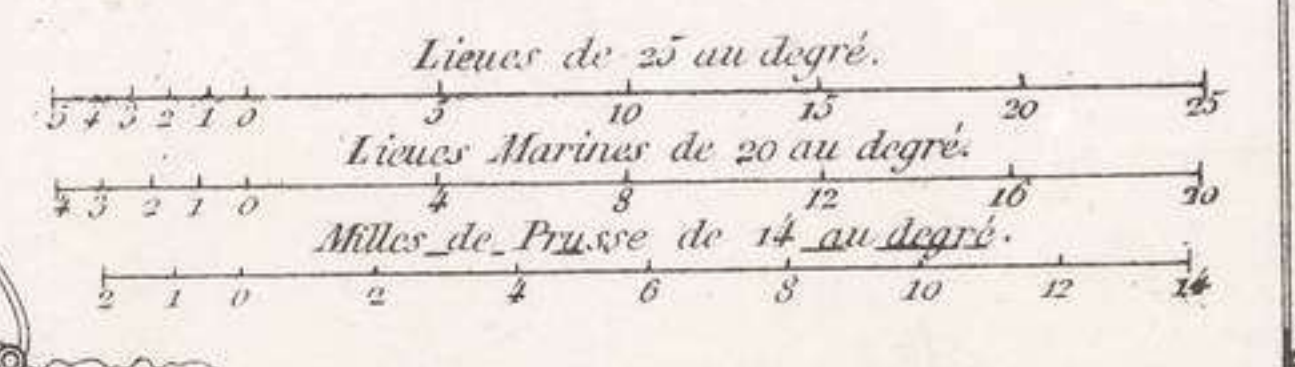 Lieues de 25 au degré.
5 4 3 2 1 0 5 10 15 20 25
Lieues Marines de 20 au degré.
4 3 2 1 0 4 8 12 16 20
Milles de Prusse de 14 au degré.
2 1 0 2 4 6 8 10 12 14